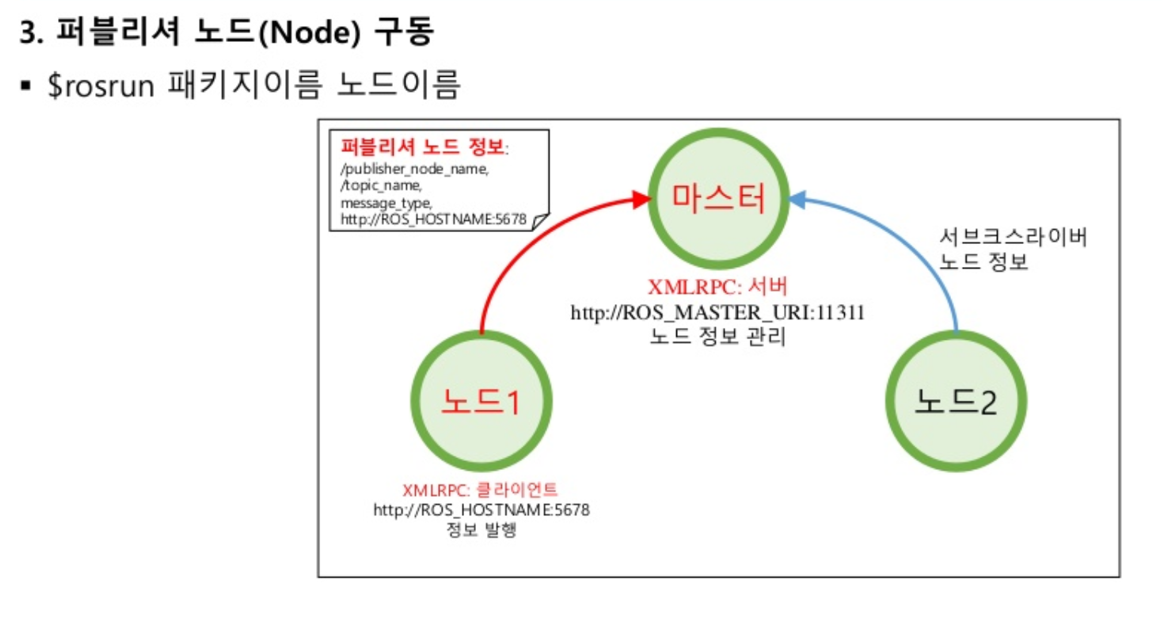 3. 퍼블리셔 노드(Node) 구동
▪ $rosrun 패키지이름 노드이름
퍼블리셔 노드 정보:
/publisher_node_name,
/topic_name,
message_type,
http://ROS_HOSTNAME:5678
마스터
서브크스라이버
노드 정보
XMLRPC: 서버
http://ROS_MASTER_URI:11311
노드 정보 관리
노드1
노드2
XMLRPC: 클라이언트
http://ROS_HOSTNAME:5678
정보 발행